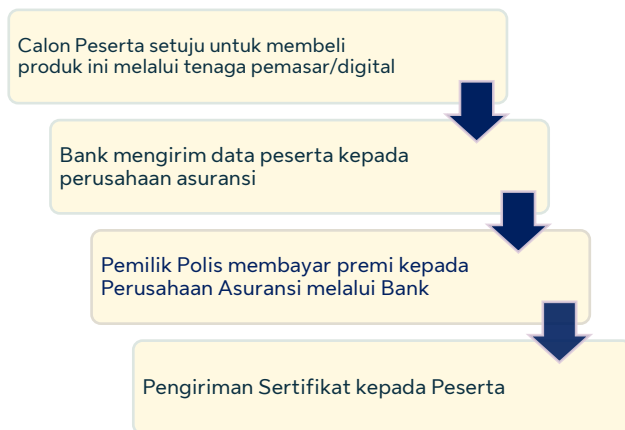 Calon Peserta setuju untuk membeli
produk ini melalui tenaga pemasar/digital
Bank mengirim data peserta kepada
perusahaan asuransi
Pemilik Polis membayar premi kepada
Perusahaan Asuransi melalui Bank
Pengiriman Sertifikat kepada Peserta